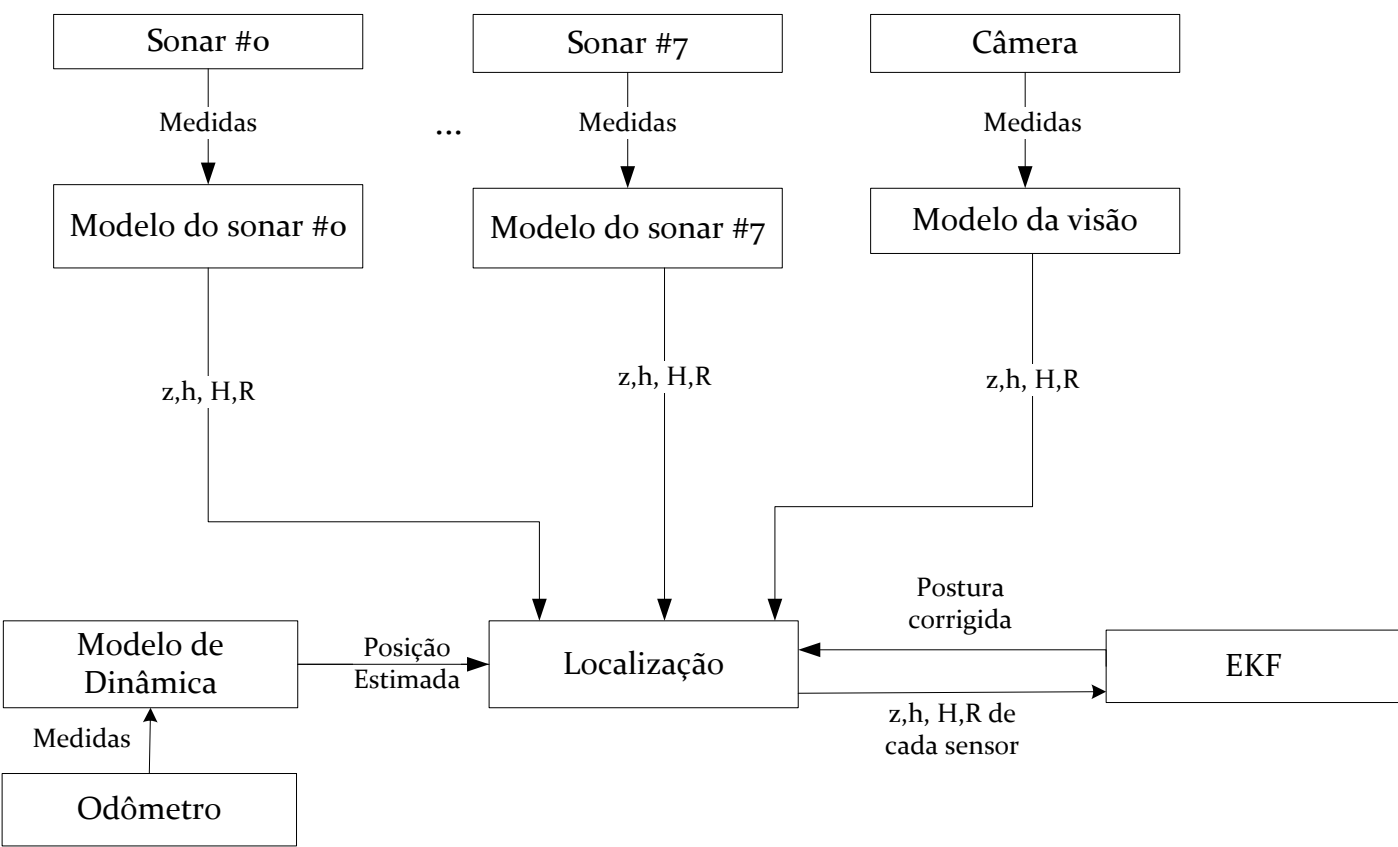 Sonar #0
Sonar #7
Câmera
Medidas
...
Medidas
Medidas
Modelo do sonar #0
Modelo do sonar #7
Modelo da visão
z,h, H,R
z,h, H,R
z,h, H,R
Postura
corrigida
Modelo de
Dinâmica
Posição
Estimada
Localização
EKF
z,h, H,R de
cada sensor
Medidas
Odômetro